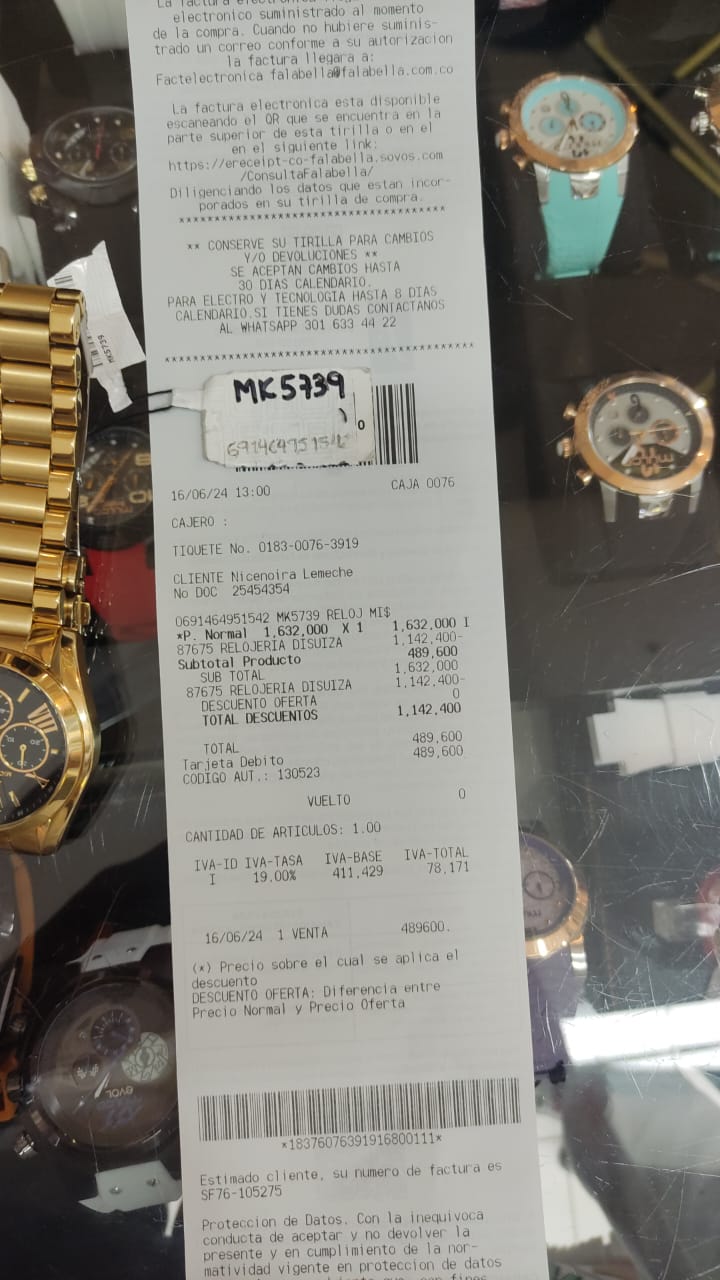 electronico suministrado al momento
de la compra. Cuando no hubiere suminis-
trado un correo conforme a su autorizacion
la factura llegara a:
Factelectronica falabella@falabella.com.co
La factura electronica esta disponible
escaneando el QR que se encuentra en la
parte superior de esta tirilla o en el
en el siguiente link:
https://ereceipt-co-falabella.sovos.com
/ConsultaFalabella/
Diligenciando los datos que estan incor-
porados en su tirilla de compra.
************************************
** CONSERVE SU TIRILLA PARA CAMBIOS
Y/O DEVOLUCIONES **
SE ACEPTAN CAMBIOS HASTA
30 DIAS CALENDARIO.
PARA ELECTRO Y TECNOLOGIA HASTA 8 DIAS
CALENDARIO.SI TIENES DUDAS CONTACTANOS
AL WHATSAPP 301 633 44 22
******************************************
MK5739
MK5739
0
16/06/24 13:00 CAJA 0076
CAJERO :
TIQUETE No. 0183-0076-3919
CLIENTE Nicenoira Lemeche
No DOC 25454354
0691464951542 MK5739 RELOJ MI$
*P. Normal 1,632,000 X 1 1,632,000 I
87675 RELOJERIA DISUIZA 1,142,400-
Subtotal Producto 489,600
SUB TOTAL 1,632,000
87675 RELOJERIA DISUIZA 1,142,400-
DESCUENTO OFERTA 0
TOTAL DESCUENTOS 1,142,400
TOTAL 489,600
Tarjeta Debito 489,600
CODIGO AUT.: 130523
VUELTO 0
CANTIDAD DE ARTICULOS: 1.00
IVA-ID IVA-TASA IVA-BASE IVA-TOTAL
I 19.00% 411,429 78,171
16/06/24 1 VENTA 489600.
(*) Precio sobre el cual se aplica el
descuento
DESCUENTO OFERTA: Diferencia entre
Precio Normal y Precio Oferta
*18376076391916800111*
Estimado cliente, su numero de factura es
SF76-105275
Proteccion de Datos. Con la inequivoca
conducta de aceptar y no devolver la
presente y en cumplimiento de la nor-
matividad vigente en proteccion de datos